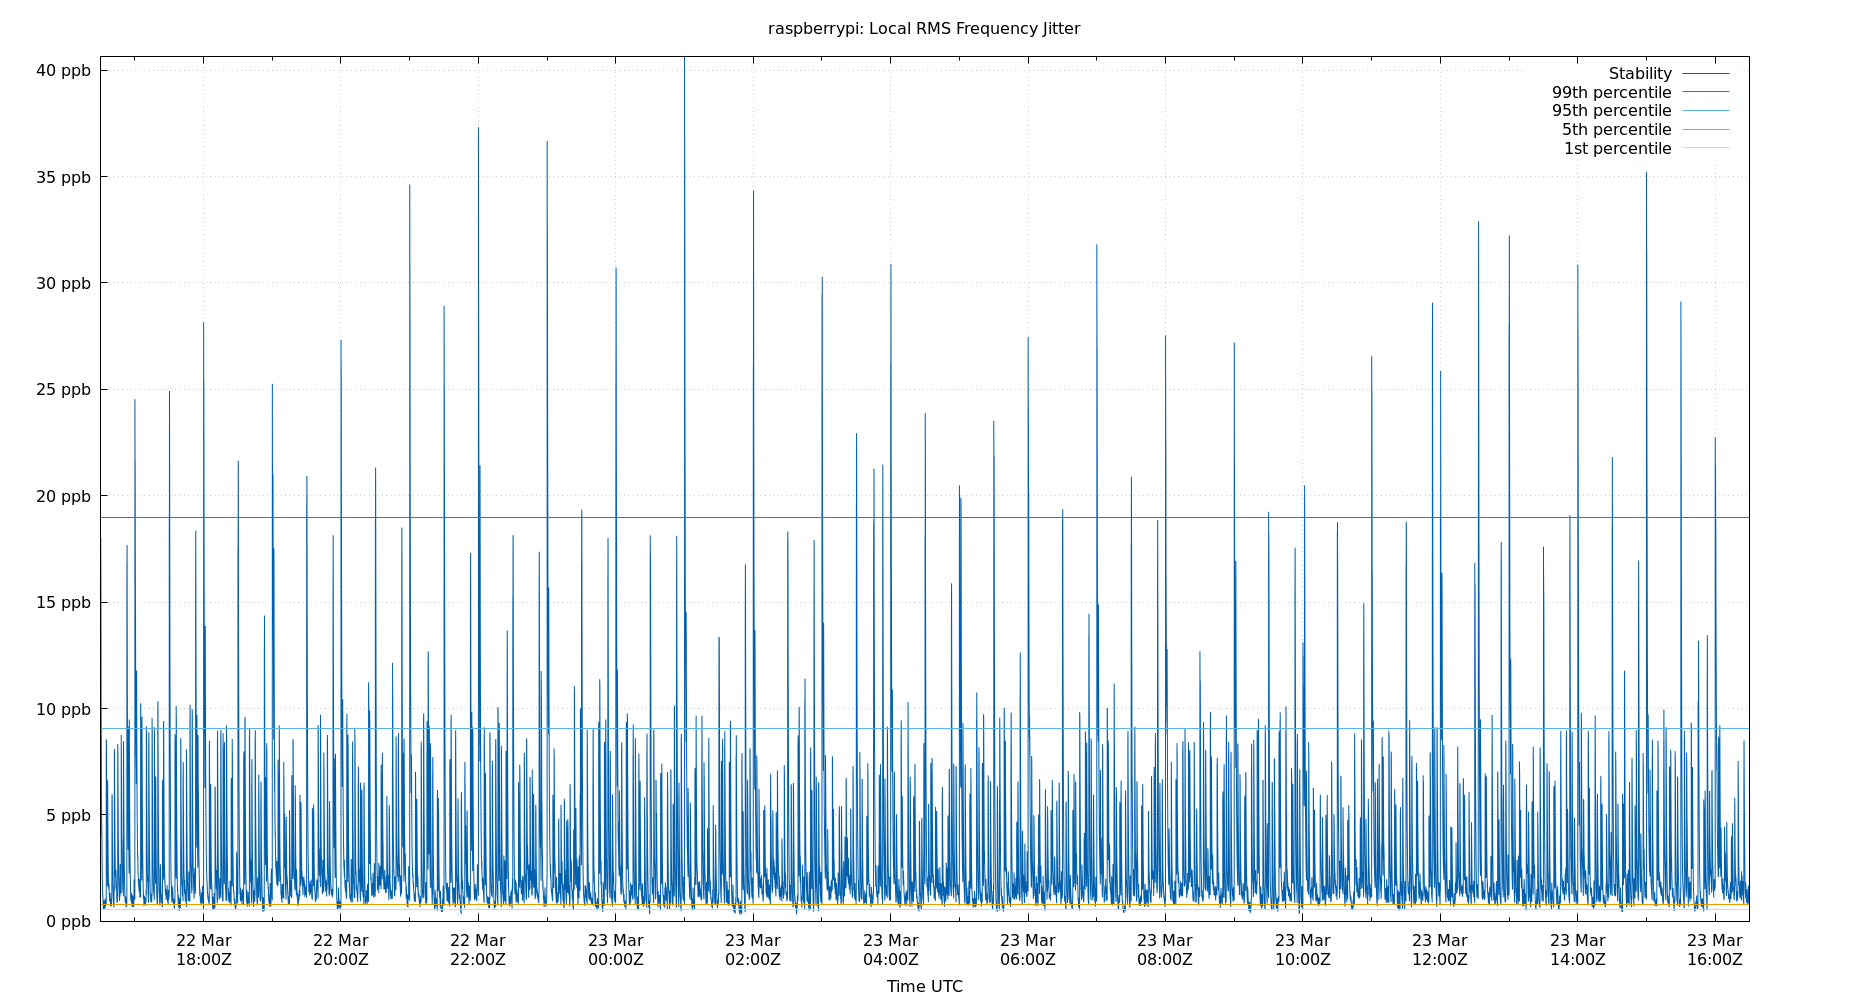 raspberrypi: Local RMS Frequency Jitter
40 ppb
35 ppb
30 ppb
25 ppb
20 ppb
15 ppb
10 ppb
5 ppb
0 ppb
Stability
99th percentile
95th percentile
5th percentile
1st percentile
22 Mar 18:00Z
22 Mar 20:00Z
22 Mar 22:00Z
23 Mar 00:00Z
23 Mar 02:00Z
23 Mar 04:00Z
23 Mar 06:00Z
23 Mar 08:00Z
23 Mar 10:00Z
23 Mar 12:00Z
23 Mar 14:00Z
23 Mar 16:00Z
Time UTC